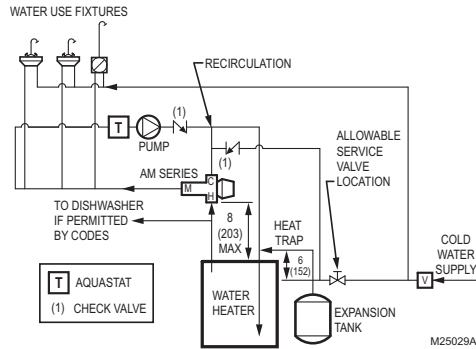 WATER USE FIXTURES
RECIRCULATION
(1)
T
PUMP
(1)
ALLOWABLE
SERVICE
VALVE
LOCATION
AM SERIES
C
M
H
TO DISHWASHER
IF PERMITTED
BY CODES
8
(203)
MAX
HEAT
TRAP
6
(152)
COLD
WATER
SUPPLY
V
T AQUASTAT
(1) CHECK VALVE
WATER
HEATER
EXPANSION
TANK
M25029A